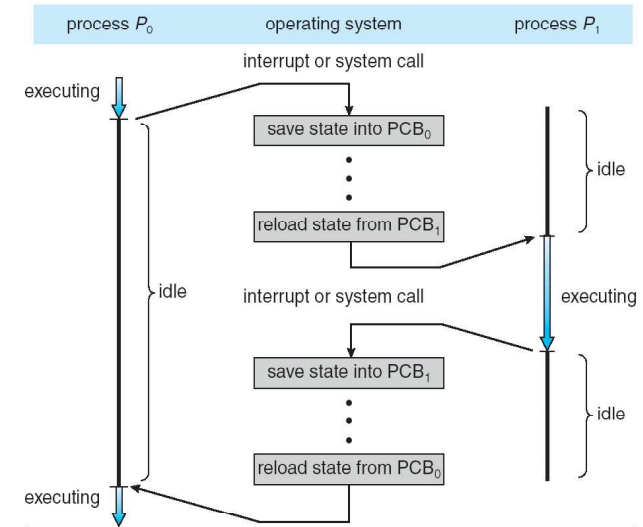 process P₀ operating system process P₁
interrupt or system call
executing
save state into PCB₀
idle
reload state from PCB₁
idle
interrupt or system call
executing
save state into PCB₁
idle
reload state from PCB₀
executing